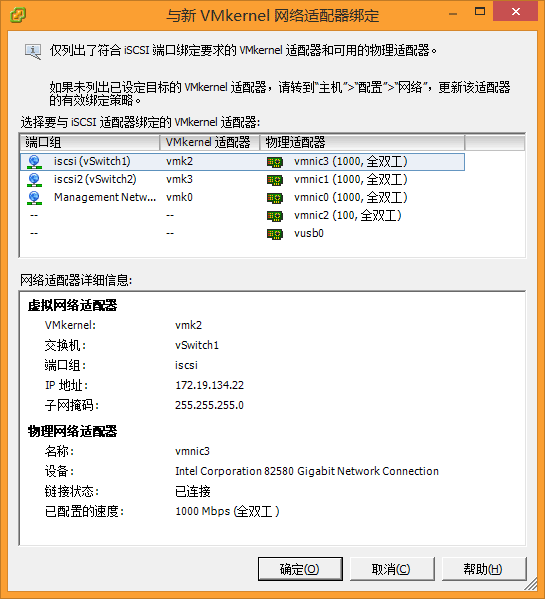 与新 VMkernel 网络适配器绑定
仅列出了符合 iSCSI 端口绑定要求的 VMkernel 适配器和可用的物理适配器。
如果未列出已设定目标的 VMkernel 适配器，请转到“主机”>“配置”>“网络”，更新该适配器
的有效绑定策略。
选择要与 iSCSI 适配器绑定的 VMkernel 适配器:
端口组 VMkernel 适配器 物理适配器
iscsi (vSwitch1) vmk2 vmnic3 (1000, 全双工)
iscsi2 (vSwitch2) vmk3 vmnic1 (1000, 全双工)
Management Netw... vmk0 vmnic0 (1000, 全双工)
-- -- vmnic2 (100, 全双工)
-- -- vusb0
网络适配器详细信息:
虚拟网络适配器
VMkernel: vmk2
交换机: vSwitch1
端口组: iscsi
IP 地址: 172.19.134.22
子网掩码: 255.255.255.0
物理网络适配器
名称: vmnic3
设备: Intel Corporation 82580 Gigabit Network Connection
链接状态: 已连接
已配置的速度: 1000 Mbps (全双工 )
确定(O) 取消(C) 帮助(H)